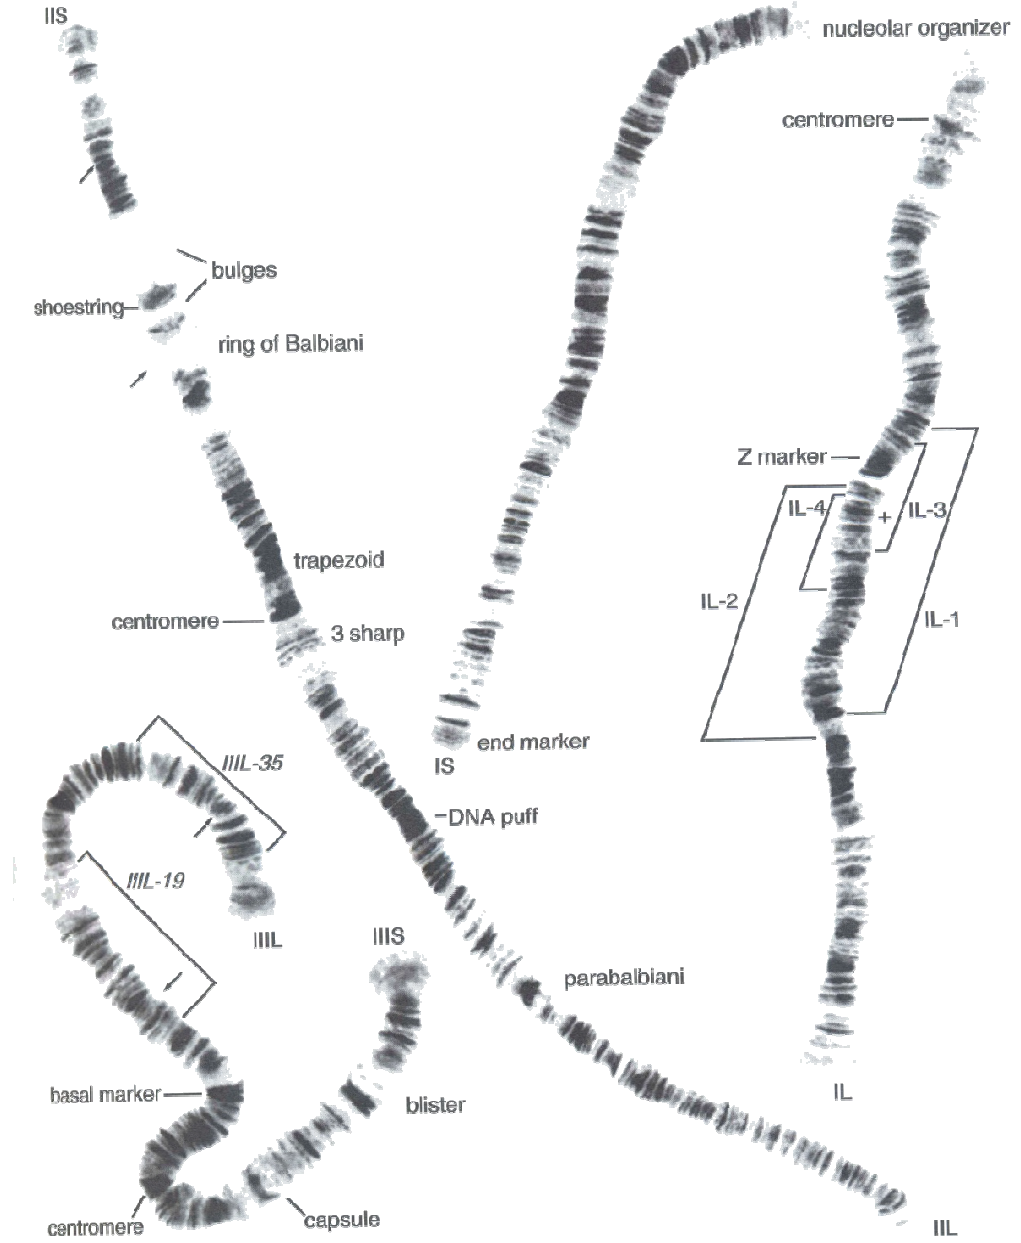 IIS
nucleolar organizer
centromere
bulges
shoestring
ring of Balbiani
Z marker
IL-4
+
IL-3
trapezoid
IL-2
centromere
3 sharp
IL-1
end marker
IS
IIIL-35
DNA puff
IIIL-19
IIIL
IIIS
parabalbiani
basal marker
blister
IL
capsule
centromere
IIL